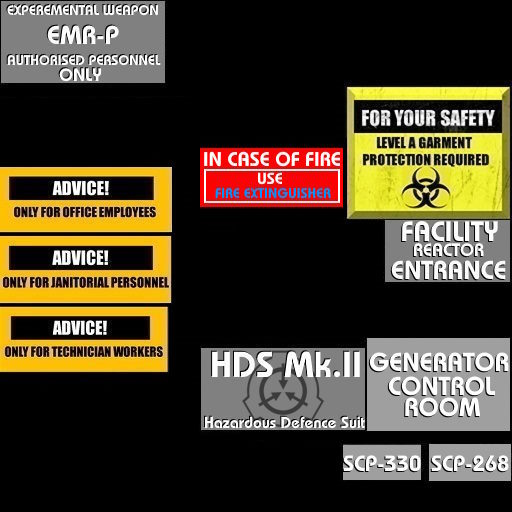 EXPEREMENTAL WEAPON
EMR-P
AUTHORISED PERSONNEL
ONLY
FOR YOUR SAFETY
LEVEL A GARMENT
PROTECTION REQUIRED
IN CASE OF FIRE
USE
FIRE EXTINGUISHER
ADVICE!
ONLY FOR OFFICE EMPLOYEES
FACILITY
REACTOR
ENTRANCE
ADVICE!
ONLY FOR JANITORIAL PERSONNEL
ADVICE!
ONLY FOR TECHNICIAN WORKERS
HDS Mk.II
Hazardous Defence Suit
GENERATOR
CONTROL
ROOM
SCP-330
SCP-268